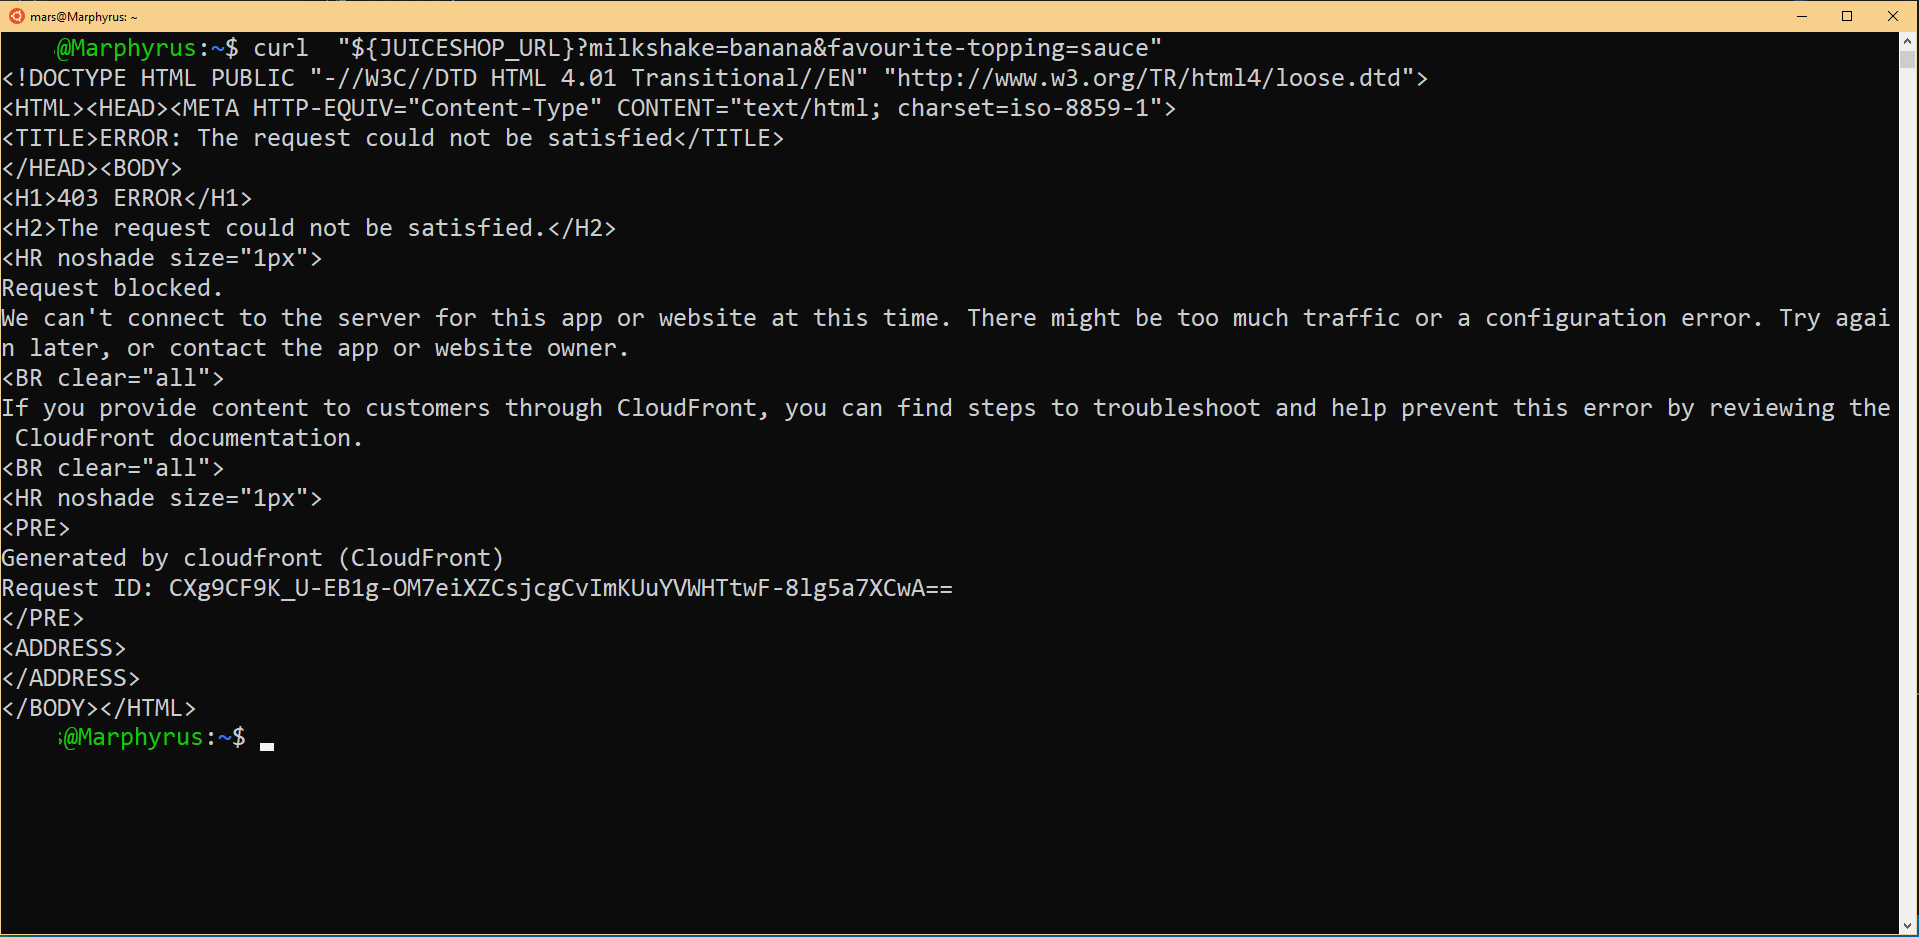 mars@Marphyrus: ~
@Marphyrus:~$ curl  "${JUICESHOP_URL}?milkshake=banana&favourite-topping=sauce"
<!DOCTYPE HTML PUBLIC "-//W3C//DTD HTML 4.01 Transitional//EN" "http://www.w3.org/TR/html4/loose.dtd">
<HTML><HEAD><META HTTP-EQUIV="Content-Type" CONTENT="text/html; charset=iso-8859-1">
<TITLE>ERROR: The request could not be satisfied</TITLE>
</HEAD><BODY>
<H1>403 ERROR</H1>
<H2>The request could not be satisfied.</H2>
<HR noshade size="1px">
Request blocked.
We can't connect to the server for this app or website at this time. There might be too much traffic or a configuration error. Try agai
n later, or contact the app or website owner.
<BR clear="all">
If you provide content to customers through CloudFront, you can find steps to troubleshoot and help prevent this error by reviewing the
 CloudFront documentation.
<BR clear="all">
<HR noshade size="1px">
<PRE>
Generated by cloudfront (CloudFront)
Request ID: CXg9CF9K_U-EB1g-OM7eiXZCsjcgCvImKUuYVWHTtwF-8lg5a7XCwA==
</PRE>
<ADDRESS>
</ADDRESS>
</BODY></HTML>
@Marphyrus:~$